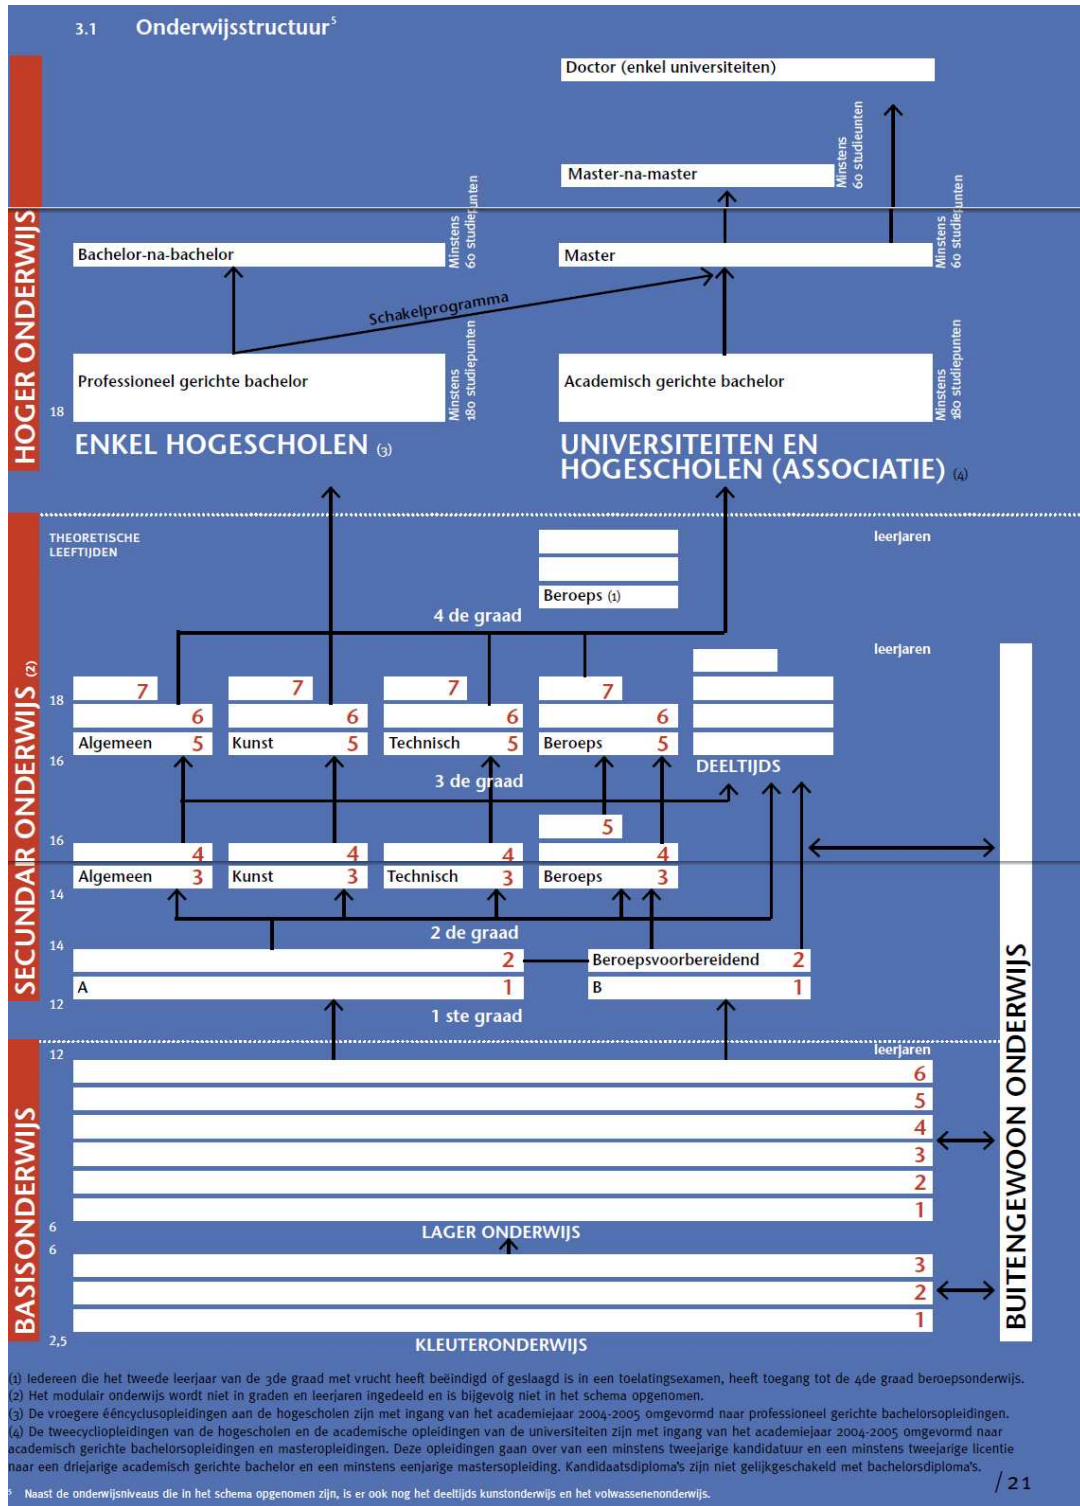 3.1 Onderwijsstructuur⁵
Doctor (enkel universiteiten)
Minstens
60 studieunten
Master-na-master
HOGER ONDERWIJS
Bachelor-na-bachelor
Minstens
60 studiepunten
Master
Minstens
60 studiepunten
Schakelprogramma
Professioneel gerichte bachelor
Minstens
180 studiepunten
Academisch gerichte bachelor
Minstens
180 studiepunten
18
ENKEL HOGESCHOLEN (3)
UNIVERSITEITEN EN
HOGESCHOLEN (ASSOCIATIE) (4)
SECUNDAIR ONDERWIJS (2)
THEORETISCHE
LEEFTIJDEN
leerjaren
Beroeps (1)
4 de graad
leerjaren
7 7 7 7
18
6 6 6 6
Algemeen 5 Kunst 5 Technisch 5 Beroeps 5
16
DEELTIJDS
3 de graad
5
16
4 4 4 4
Algemeen 3 Kunst 3 Technisch 3 Beroeps 3
14
2 de graad
14
2 Beroepsvoorbereidend 2
A 1 B 1
12
1 ste graad
BUITENGEWOON ONDERWIJS
BASISONDERWIJS
12
leerjaren
6
5
4
3
2
1
6
LAGER ONDERWIJS
6
3
2
1
2,5
KLEUTERONDERWIJS
(1) Iedereen die het tweede leerjaar van de 3de graad met vrucht heeft beëindigd of geslaagd is in een toelatingsexamen, heeft toegang tot de 4de graad beroepsonderwijs.
(2) Het modulair onderwijs wordt niet in graden en leerjaren ingedeeld en is bijgevolg niet in het schema opgenomen.
(3) De vroegere ééncyclusopleidingen aan de hogescholen zijn met ingang van het academiejaar 2004-2005 omgevormd naar professioneel gerichte bachelorsopleidingen.
(4) De tweecycliopleidingen van de hogescholen en de academische opleidingen van de universiteiten zijn met ingang van het academiejaar 2004-2005 omgevormd naar
academisch gerichte bachelorsopleidingen en masteropleidingen. Deze opleidingen gaan over van een minstens tweejarige kandidatuur en een minstens tweejarige licentie
naar een driejarige academisch gerichte bachelor en een minstens eenjarige mastersopleiding. Kandidaatsdiploma's zijn niet gelijkgeschakeld met bachelorsdiploma's.
/ 21
⁵ Naast de onderwijsniveaus die in het schema opgenomen zijn, is er ook nog het deeltijds kunstonderwijs en het volwassenenonderwijs.